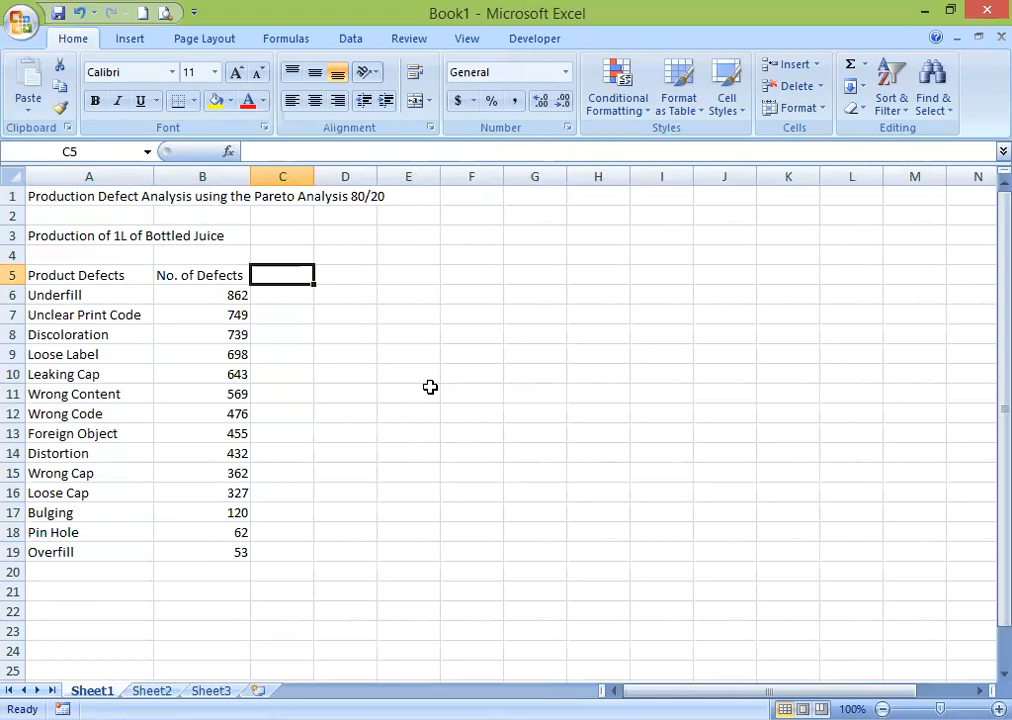 Book1 - Microsoft Excel
Home Insert Page Layout Formulas Data Review View Developer
Paste Calibri 11 A A General Conditional Formatting Format as Table Cell Styles Insert Delete Format Sort & Filter Find & Select
B I U A $ % , .00 .00 Σ
Clipboard Font Alignment Number Styles Cells Editing
C5 fx
A B C D E F G H I J K L M N
1 Production Defect Analysis using the Pareto Analysis 80/20
2
3 Production of 1L of Bottled Juice
4
5 Product Defects No. of Defects
6 Underfill 862
7 Unclear Print Code 749
8 Discoloration 739
9 Loose Label 698
10 Leaking Cap 643
11 Wrong Content 569
12 Wrong Code 476
13 Foreign Object 455
14 Distortion 432
15 Wrong Cap 362
16 Loose Cap 327
17 Bulging 120
18 Pin Hole 62
19 Overfill 53
20
21
22
23
24
25
Sheet1 Sheet2 Sheet3
Ready 100%